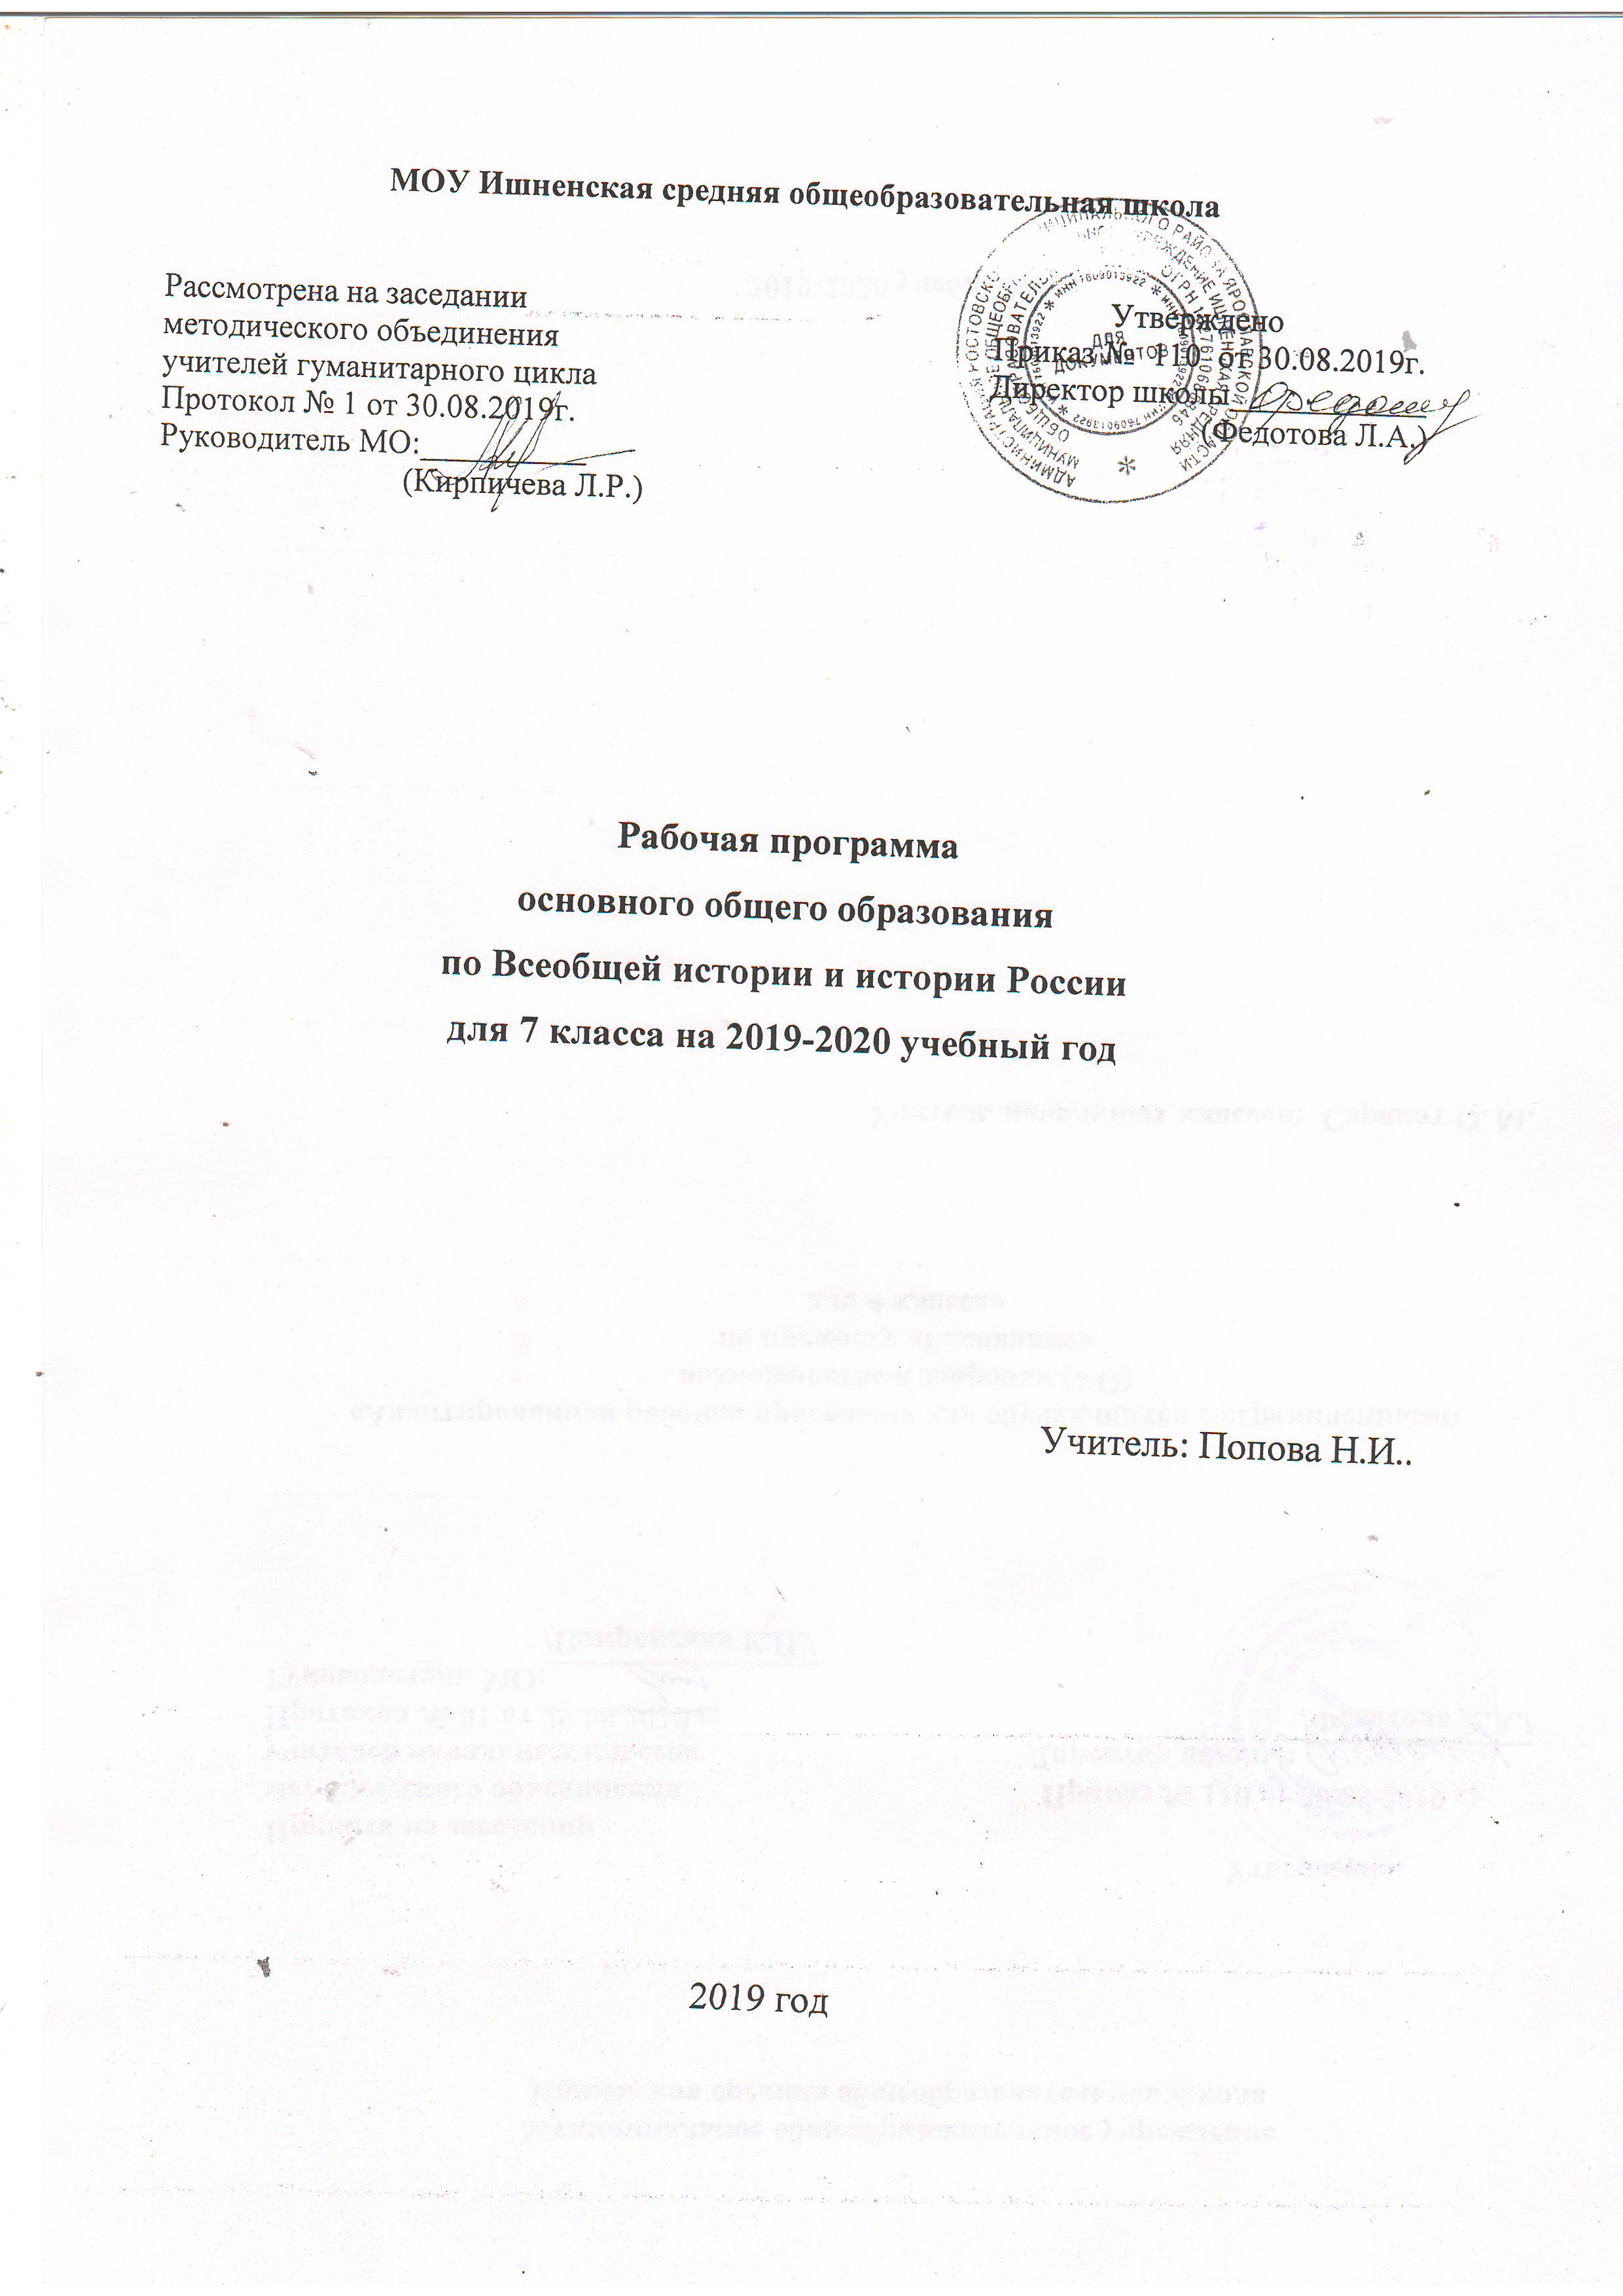 МОУ Ишненская средняя общеобразовательная школа
Рассмотрена на заседании
методического объединения
учителей гуманитарного цикла
Протокол № 1 от 30.08.2019г.
Руководитель МО:
(Кирпичева Л.Р.)
Утверждено
Приказ № 110 от 30.08.2019г.
Директор школы
(Федотова Л.А.)
ДЛЯ
ДОКУМЕНТОВ
Рабочая программа
основного общего образования
по Всеобщей истории и истории России
для 7 класса на 2019-2020 учебный год
Учитель: Попова Н.И..
2019 год